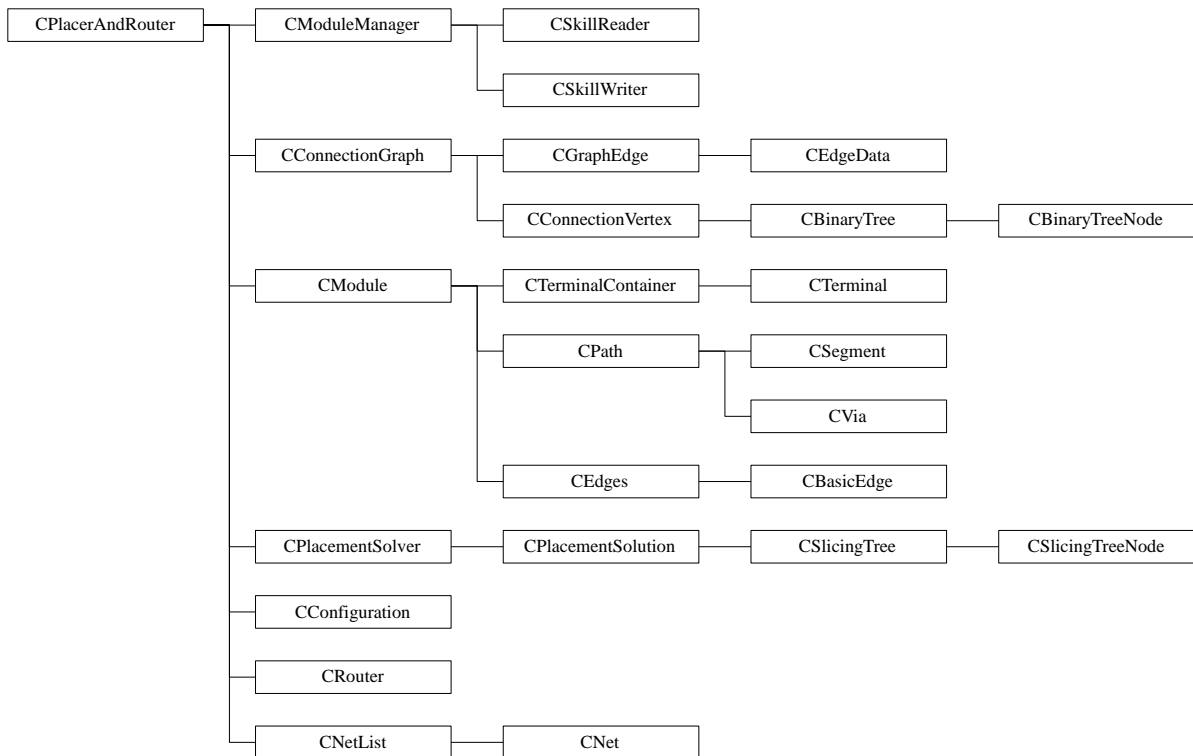 CPlacerAndRouter
CModuleManager
CSkillReader
CSkillWriter
CConnectionGraph
CGraphEdge
CEdgeData
CConnectionVertex
CBinaryTree
CBinaryTreeNode
CModule
CTerminalContainer
CTerminal
CPath
CSegment
CVia
CEdges
CBasicEdge
CPlacementSolver
CPlacementSolution
CSlicingTree
CSlicingTreeNode
CConfiguration
CRouter
CNetList
CNet